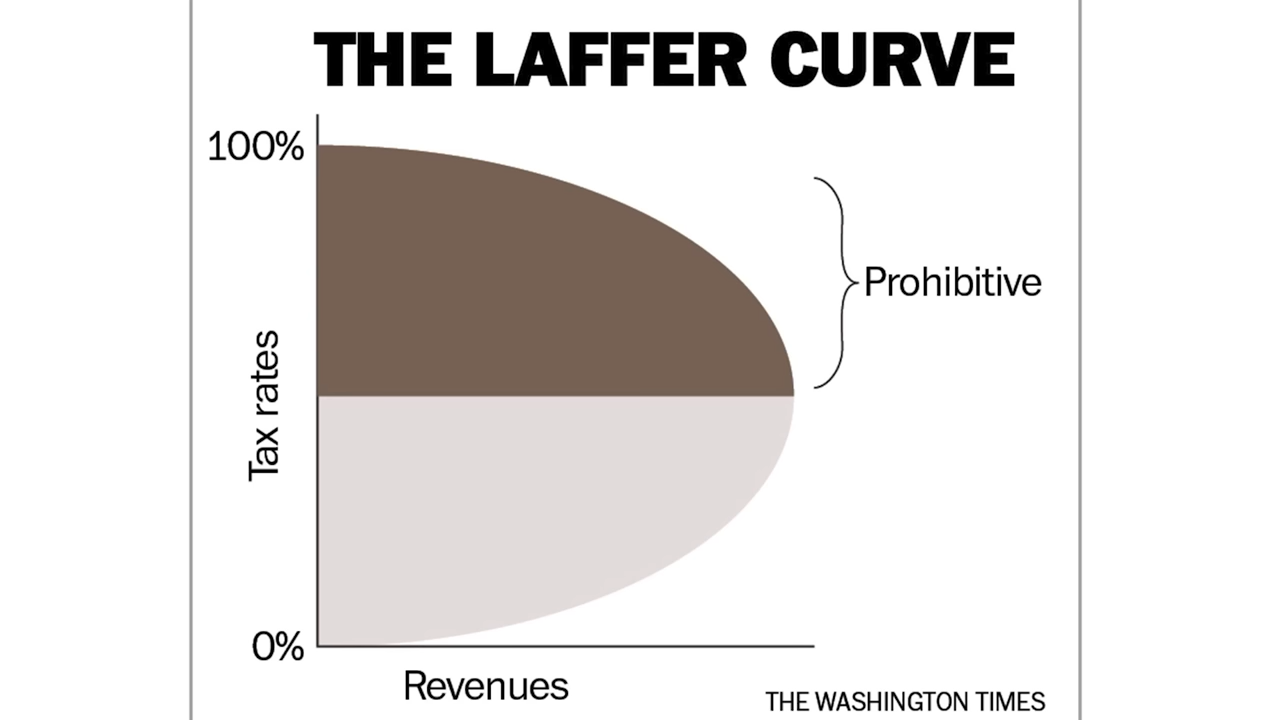 THE LAFFER CURVE
100%
Prohibitive
Tax rates
0%
Revenues
THE WASHINGTON TIMES